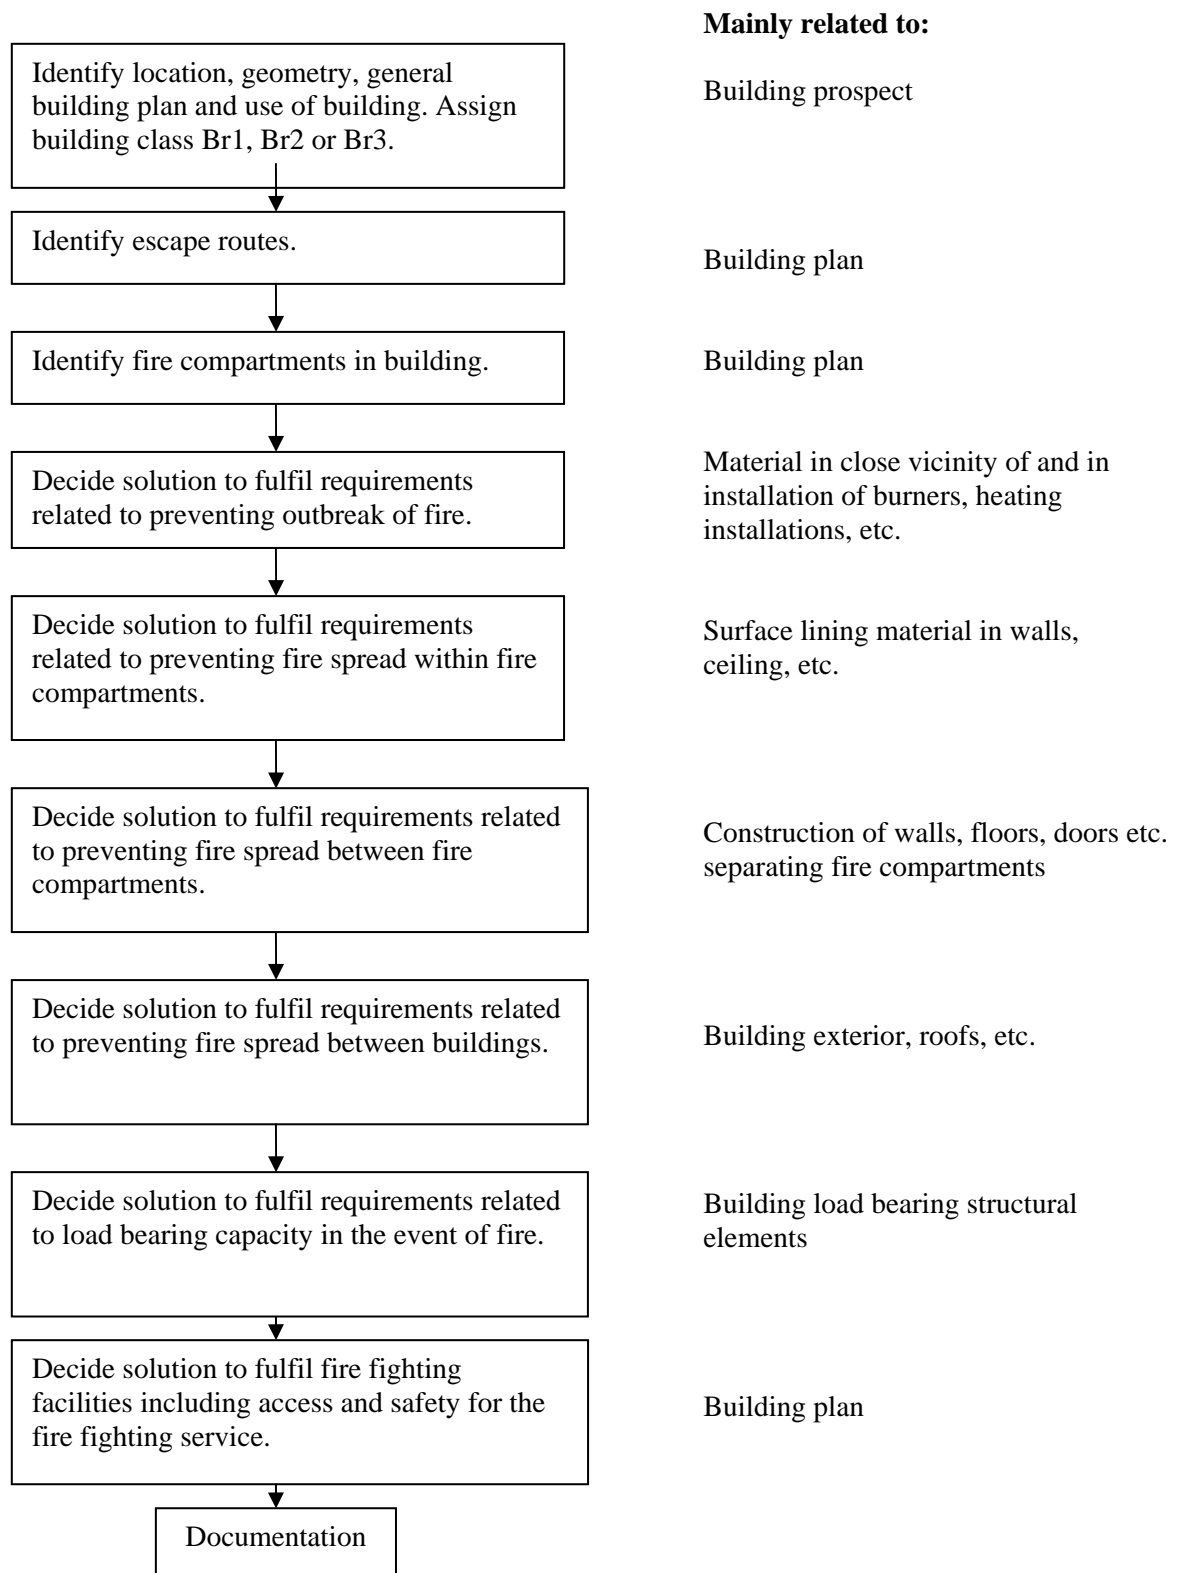 Mainly related to:
Identify location, geometry, general
building plan and use of building. Assign
building class Br1, Br2 or Br3.
Building prospect
Identify escape routes.
Building plan
Identify fire compartments in building.
Building plan
Decide solution to fulfil requirements
related to preventing outbreak of fire.
Material in close vicinity of and in
installation of burners, heating
installations, etc.
Decide solution to fulfil requirements
related to preventing fire spread within fire
compartments.
Surface lining material in walls,
ceiling, etc.
Decide solution to fulfil requirements related
to preventing fire spread between fire
compartments.
Construction of walls, floors, doors etc.
separating fire compartments
Decide solution to fulfil requirements related
to preventing fire spread between buildings.
Building exterior, roofs, etc.
Decide solution to fulfil requirements related
to load bearing capacity in the event of fire.
Building load bearing structural
elements
Decide solution to fulfil fire fighting
facilities including access and safety for the
fire fighting service.
Building plan
Documentation